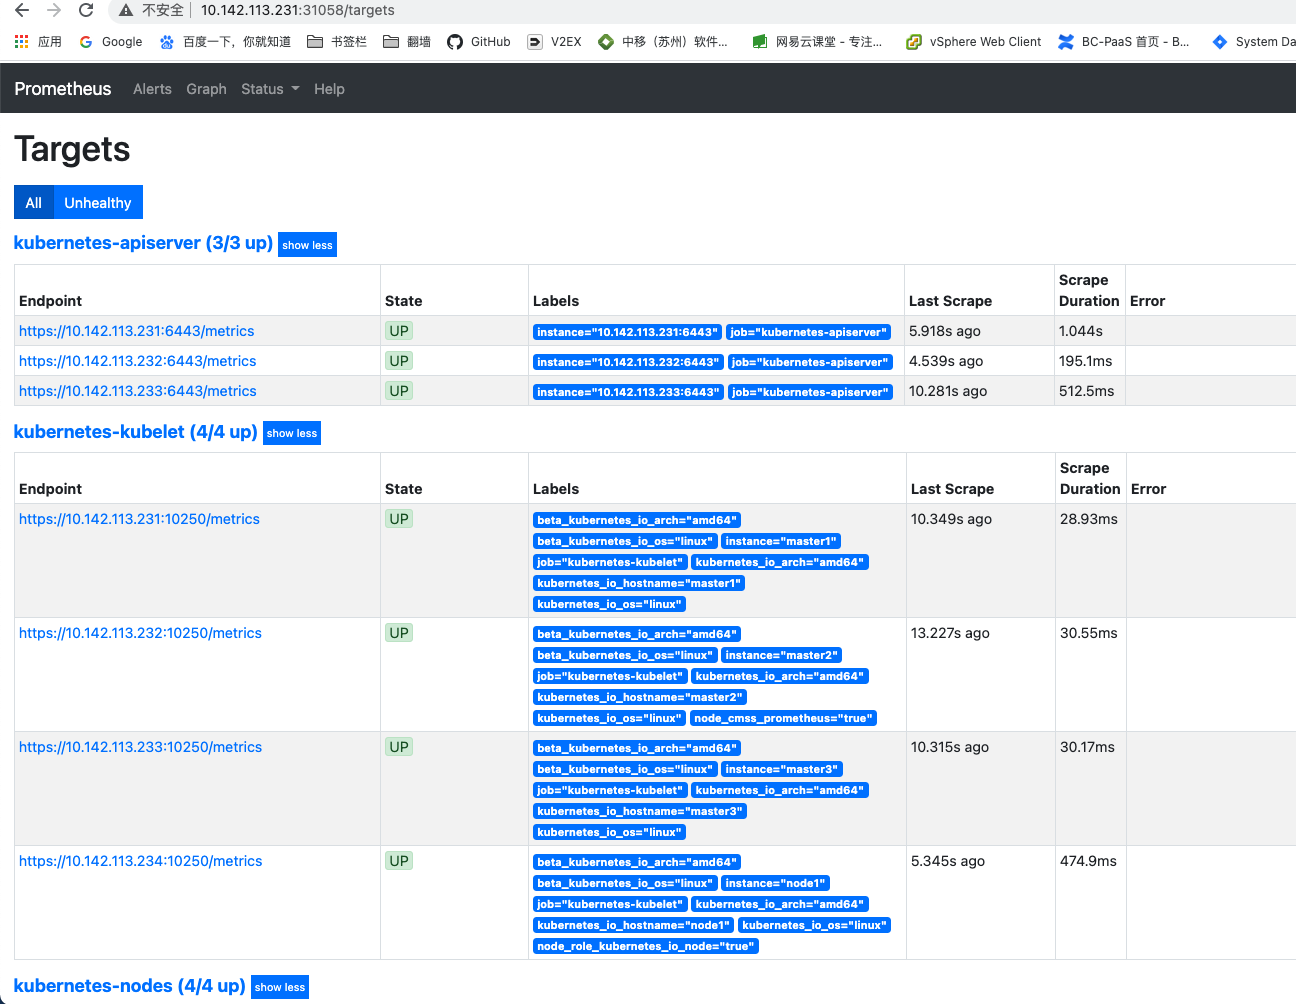 不安全 10.142.113.231:31058/targets
应用 Google 百度一下，你就知道 书签栏 翻墙 GitHub V2EX 中移（苏州）软件... 网易云课堂 - 专注... vSphere Web Client BC-PaaS 首页 - B... System Da
Prometheus Alerts Graph Status Help
Targets
All Unhealthy
kubernetes-apiserver (3/3 up) show less
Endpoint State Labels Last Scrape Scrape Duration Error
https://10.142.113.231:6443/metrics UP instance="10.142.113.231:6443" job="kubernetes-apiserver" 5.918s ago 1.044s
https://10.142.113.232:6443/metrics UP instance="10.142.113.232:6443" job="kubernetes-apiserver" 4.539s ago 195.1ms
https://10.142.113.233:6443/metrics UP instance="10.142.113.233:6443" job="kubernetes-apiserver" 10.281s ago 512.5ms
kubernetes-kubelet (4/4 up) show less
Endpoint State Labels Last Scrape Scrape Duration Error
https://10.142.113.231:10250/metrics UP beta_kubernetes_io_arch="amd64" 10.349s ago 28.93ms
beta_kubernetes_io_os="linux" instance="master1"
job="kubernetes-kubelet" kubernetes_io_arch="amd64"
kubernetes_io_hostname="master1"
kubernetes_io_os="linux"
https://10.142.113.232:10250/metrics UP beta_kubernetes_io_arch="amd64" 13.227s ago 30.55ms
beta_kubernetes_io_os="linux" instance="master2"
job="kubernetes-kubelet" kubernetes_io_arch="amd64"
kubernetes_io_hostname="master2"
kubernetes_io_os="linux" node_cmss_prometheus="true"
https://10.142.113.233:10250/metrics UP beta_kubernetes_io_arch="amd64" 10.315s ago 30.17ms
beta_kubernetes_io_os="linux" instance="master3"
job="kubernetes-kubelet" kubernetes_io_arch="amd64"
kubernetes_io_hostname="master3"
kubernetes_io_os="linux"
https://10.142.113.234:10250/metrics UP beta_kubernetes_io_arch="amd64" 5.345s ago 474.9ms
beta_kubernetes_io_os="linux" instance="node1"
job="kubernetes-kubelet" kubernetes_io_arch="amd64"
kubernetes_io_hostname="node1" kubernetes_io_os="linux"
node_role_kubernetes_io_node="true"
kubernetes-nodes (4/4 up) show less